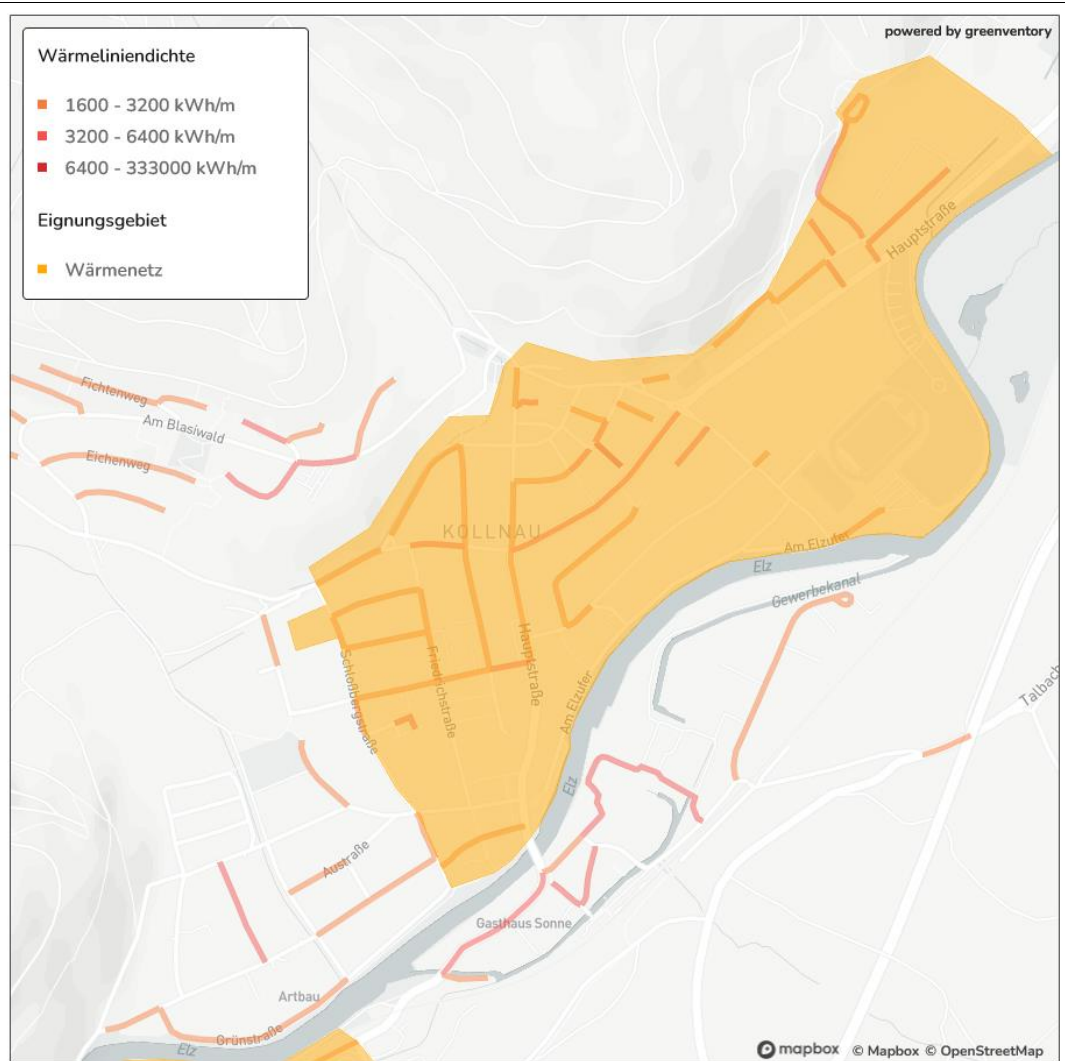 powered by greenventory
Wärmeliniendichte
1600 - 3200 kWh/m
3200 - 6400 kWh/m
6400 - 333000 kWh/m
Eignungsgebiet
Wärmenetz
Hauptstraße
Fichtenweg
Am Blasiwald
Eichenweg
KOLLNAU
Am Elzufer
Elz
Gewerbekanal
Hauptstraße
Friedrichstraße
Schloßbergstraße
Am Elzufer
Talbach
Elz
Austraße
Gasthaus Sonne
Artbau
Grünstraße
Elz
mapbox © Mapbox © OpenStreetMap